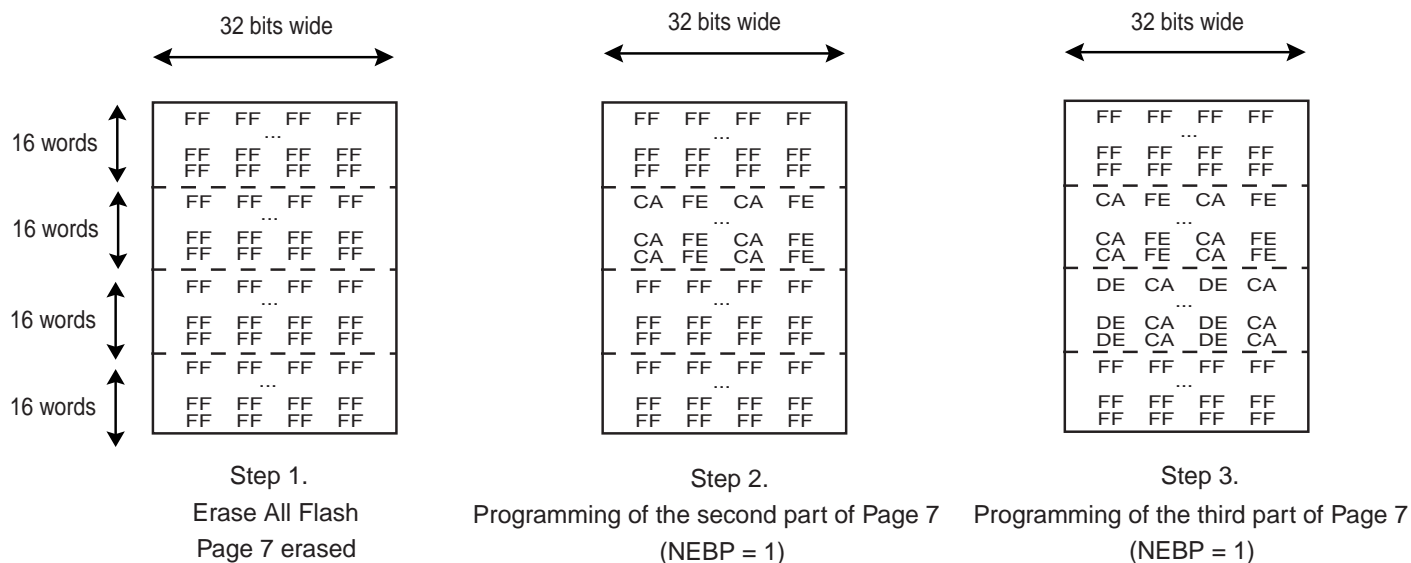 32 bits wide
32 bits wide
32 bits wide
16 words
16 words
16 words
16 words
FF FF FF FF
...
FF FF FF FF
FF FF FF FF
FF FF FF FF
...
FF FF FF FF
FF FF FF FF
FF FF FF FF
...
FF FF FF FF
FF FF FF FF
FF FF FF FF
...
FF FF FF FF
FF FF FF FF
Step 1.
Erase All Flash
Page 7 erased
FF FF FF FF
...
FF FF FF FF
FF FF FF FF
CA FE CA FE
...
CA FE CA FE
CA FE CA FE
FF FF FF FF
...
FF FF FF FF
FF FF FF FF
FF FF FF FF
...
FF FF FF FF
FF FF FF FF
Step 2.
Programming of the second part of Page 7
(NEBP = 1)
FF FF FF FF
...
FF FF FF FF
FF FF FF FF
CA FE CA FE
...
CA FE CA FE
CA FE CA FE
DE CA DE CA
...
DE CA DE CA
DE CA DE CA
FF FF FF FF
...
FF FF FF FF
FF FF FF FF
Step 3.
Programming of the third part of Page 7
(NEBP = 1)